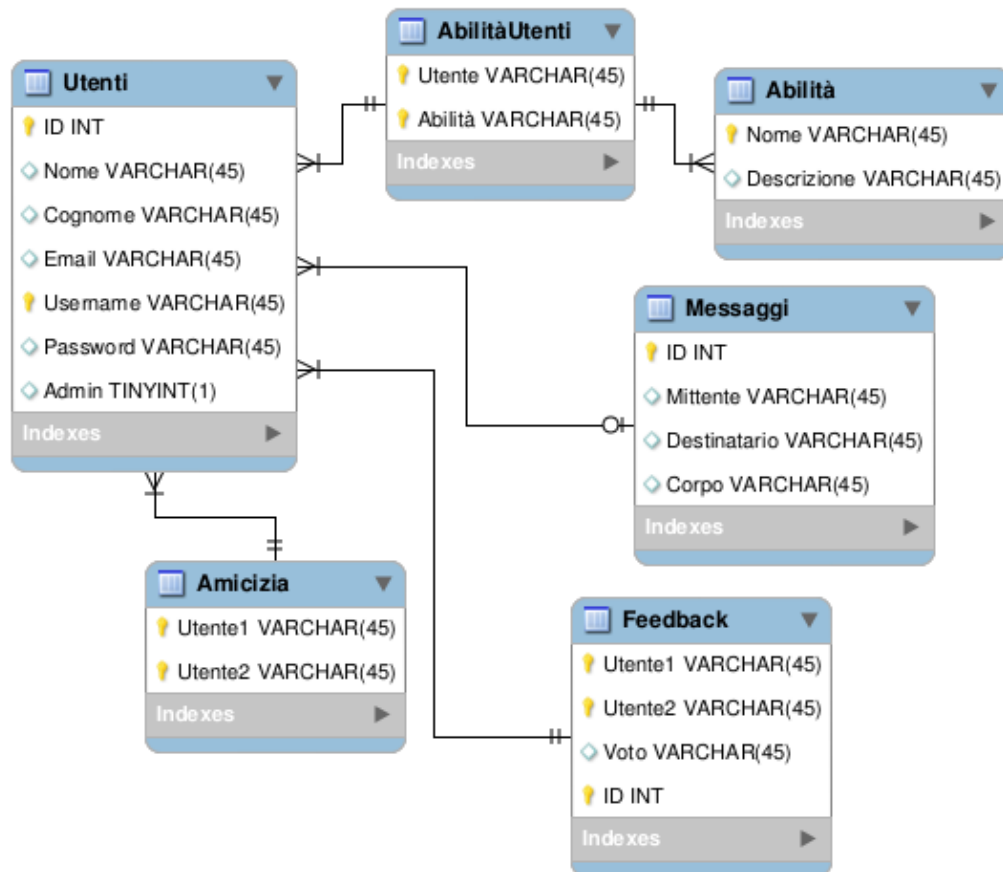 AbilitàUtenti
Utente VARCHAR(45)
Abilità VARCHAR(45)
Indexes
Utenti
ID INT
Nome VARCHAR(45)
Cognome VARCHAR(45)
Email VARCHAR(45)
Username VARCHAR(45)
Password VARCHAR(45)
Admin TINYINT(1)
Indexes
Abilità
Nome VARCHAR(45)
Descrizione VARCHAR(45)
Indexes
Messaggi
ID INT
Mittente VARCHAR(45)
Destinatario VARCHAR(45)
Corpo VARCHAR(45)
Indexes
Amicizia
Utente1 VARCHAR(45)
Utente2 VARCHAR(45)
Indexes
Feedback
Utente1 VARCHAR(45)
Utente2 VARCHAR(45)
Voto VARCHAR(45)
ID INT
Indexes